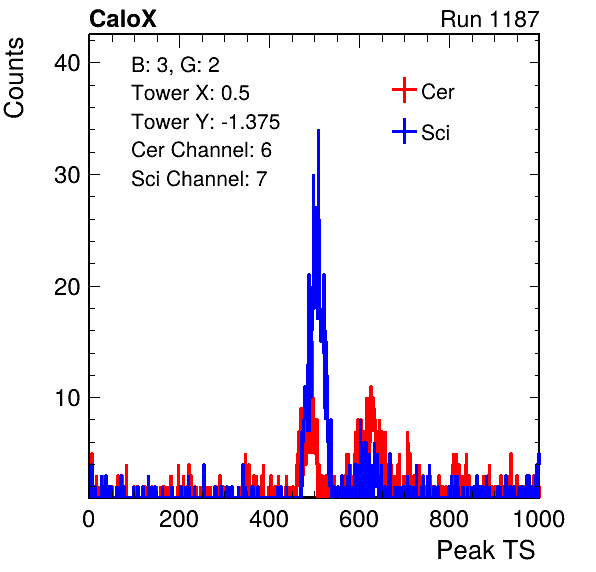 CaloX Run 1187
Counts
B: 3, G: 2
Tower X: 0.5
Tower Y: -1.375
Cer Channel: 6
Sci Channel: 7
Cer
Sci
40
30
20
10
0 200 400 600 800 1000
Peak TS